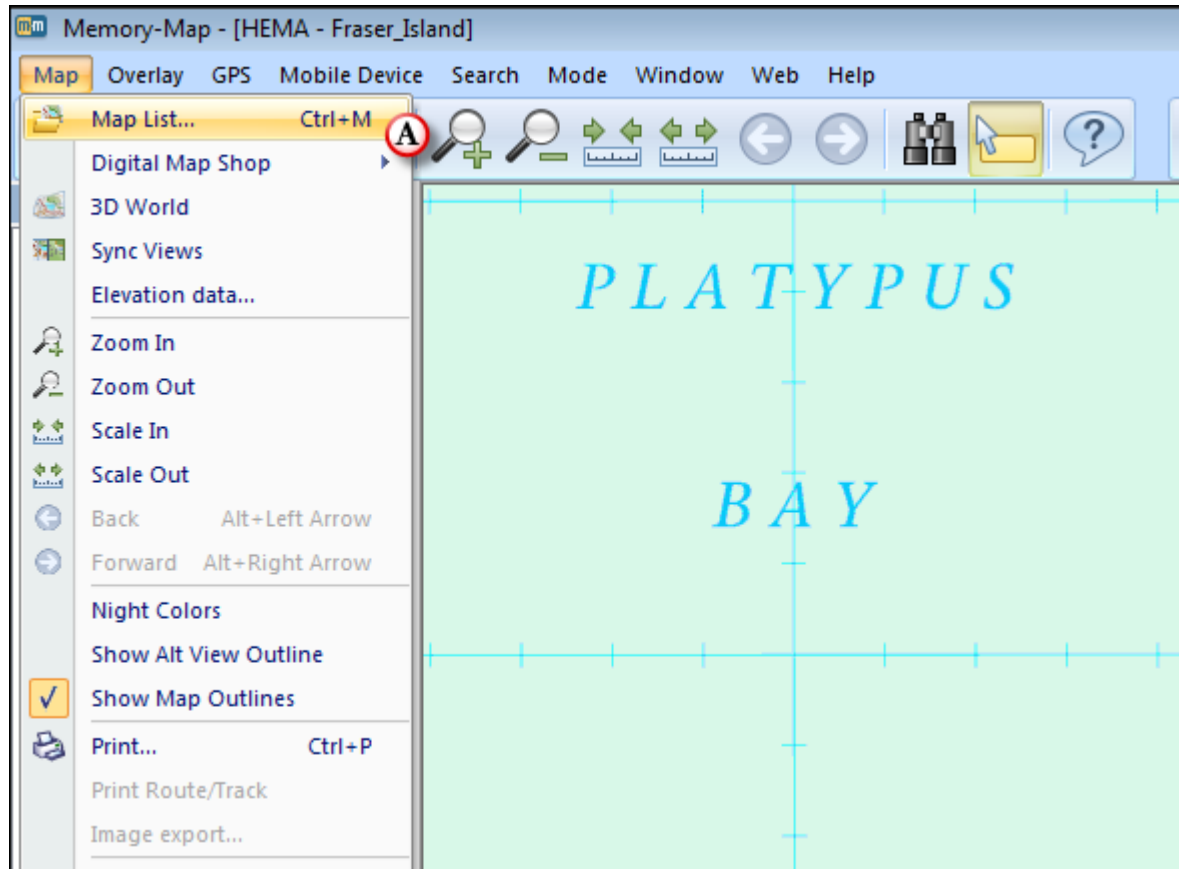 Memory-Map - [HEMA - Fraser_Island]
Map Overlay GPS Mobile Device Search Mode Window Web Help
Map List... Ctrl+M
A
Digital Map Shop
3D World
Sync Views
Elevation data...
Zoom In
Zoom Out
Scale In
Scale Out
Back Alt+Left Arrow
Forward Alt+Right Arrow
Night Colors
Show Alt View Outline
Show Map Outlines
Print... Ctrl+P
Print Route/Track
Image export...
PLATYPUS
BAY